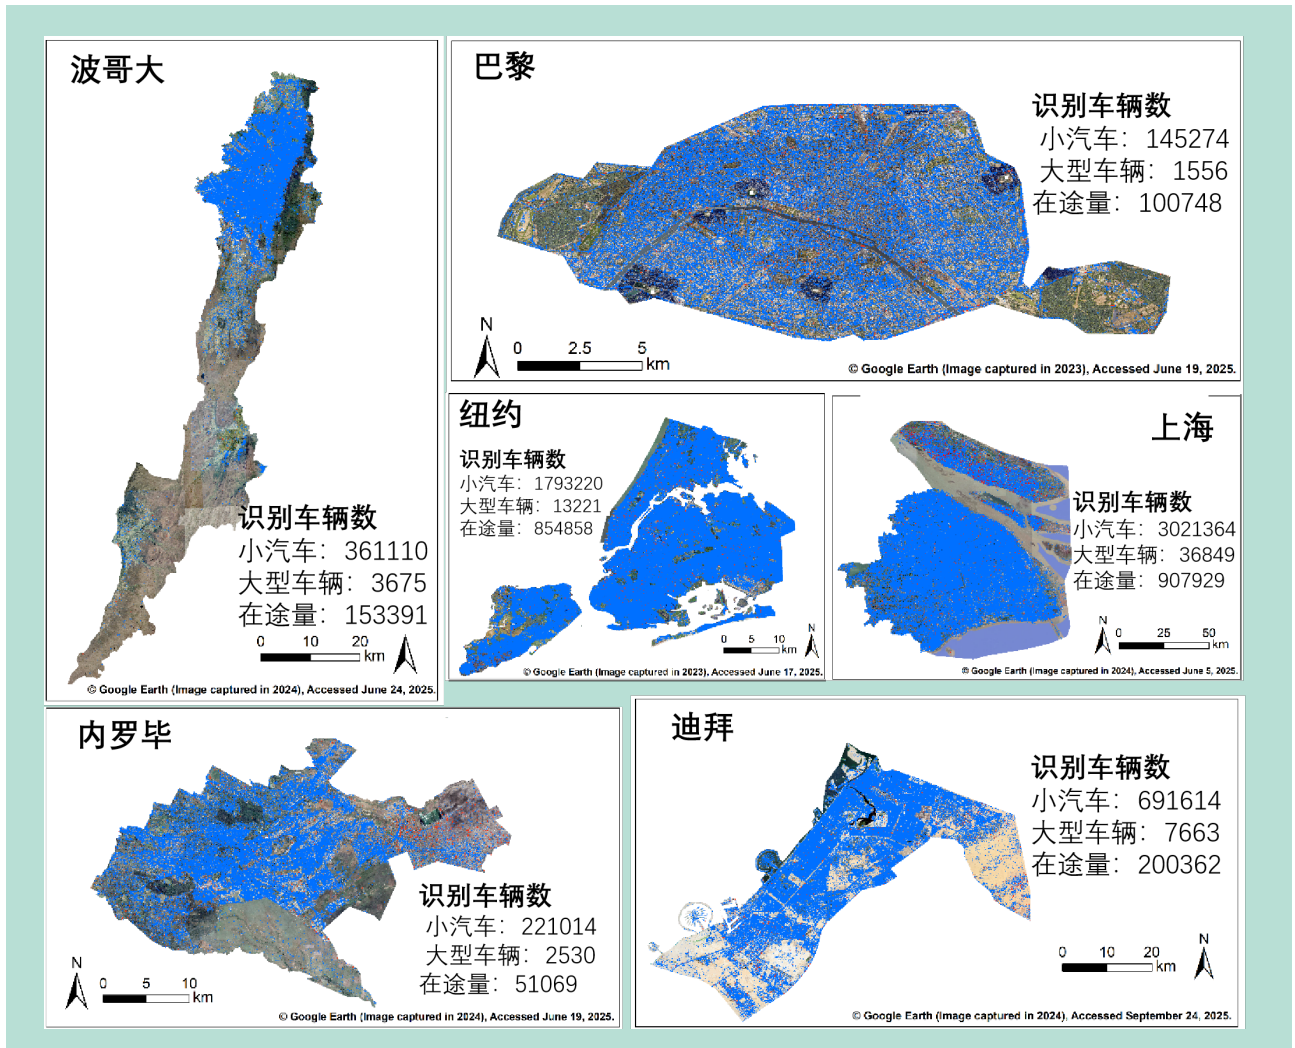 波哥大
识别车辆数
小汽车：361110
大型车辆：3675
在途量：153391
0 10 20
km
© Google Earth (Image captured in 2024), Accessed June 24, 2025.
巴黎
识别车辆数
小汽车：145274
大型车辆：1556
在途量：100748
N
0 2.5 5
km
© Google Earth (Image captured in 2023), Accessed June 19, 2025.
纽约
识别车辆数
小汽车：1793220
大型车辆：13221
在途量：854858
N
0 5 10
km
© Google Earth (Image captured in 2023), Accessed June 17, 2025.
上海
识别车辆数
小汽车：3021364
大型车辆：36849
在途量：907929
N
0 25 50
km
© Google Earth (Image captured in 2024), Accessed June 5, 2025.
内罗毕
识别车辆数
小汽车：221014
大型车辆：2530
在途量：51069
N
0 5 10
km
© Google Earth (Image captured in 2024), Accessed June 19, 2025.
迪拜
识别车辆数
小汽车：691614
大型车辆：7663
在途量：200362
N
0 10 20
km
© Google Earth (Image captured in 2024), Accessed September 24, 2025.